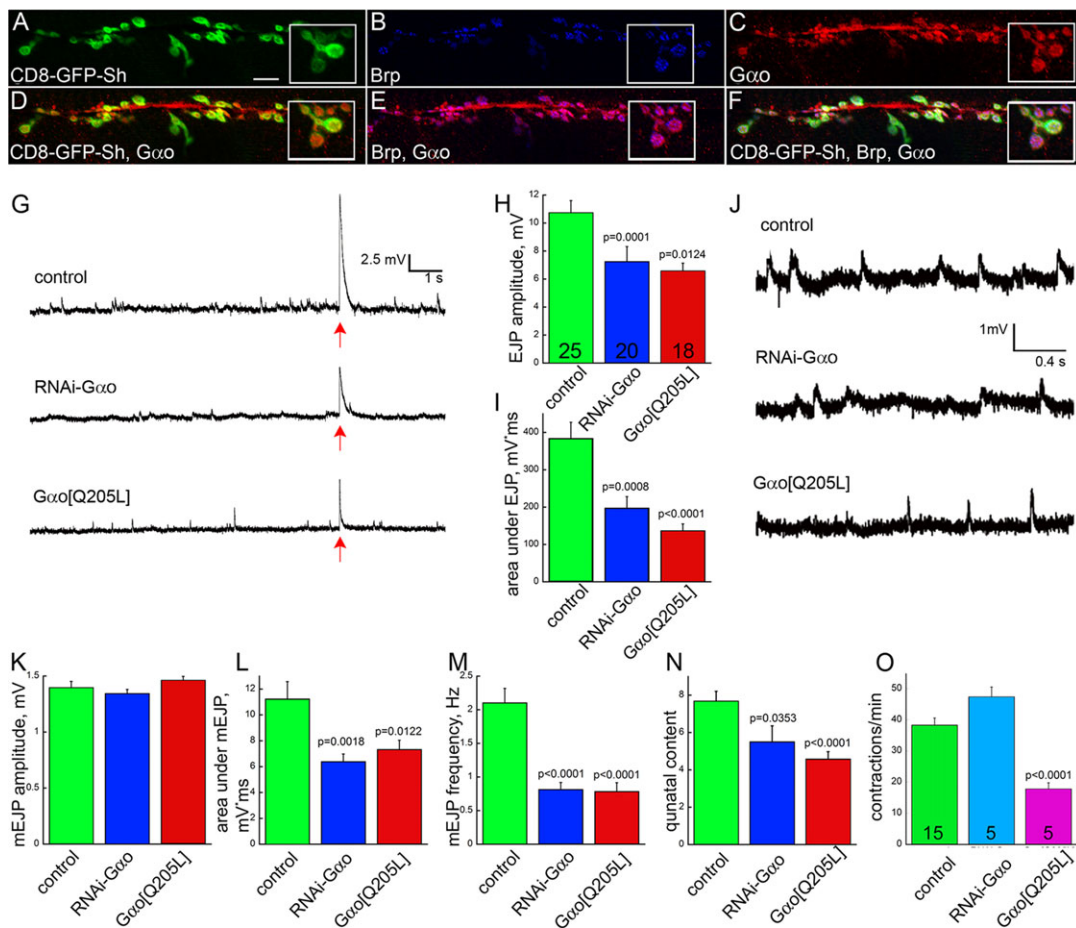 A
CD8-GFP-Sh
B
Brp
C
Gαo
D
CD8-GFP-Sh, Gαo
E
Brp, Gαo
F
CD8-GFP-Sh, Brp, Gαo
G
control
2.5 mV
1 s
RNAi-Gαo
Gαo[Q205L]
H
EJP amplitude, mV
12
10
8
6
4
2
0
p=0.0001
p=0.0124
25
20
18
control
RNAi-Gαo
Gαo[Q205L]
I
area under EJP, mV*ms
400
300
200
100
0
p=0.0008
p<0.0001
control
RNAi-Gαo
Gαo[Q205L]
J
control
1mV
0.4 s
RNAi-Gαo
Gαo[Q205L]
K
mEJP amplitude, mV
1.5
1
0.5
0
control
RNAi-Gαo
Gαo[Q205L]
L
area under mEJP,
mV*ms
12
10
8
6
4
2
0
p=0.0018
p=0.0122
control
RNAi-Gαo
Gαo[Q205L]
M
mEJP frequency, Hz
2.5
2
1.5
1
0.5
0
p<0.0001
p<0.0001
control
RNAi-Gαo
Gαo[Q205L]
N
qunatal content
8
6
4
2
0
p=0.0353
p<0.0001
control
RNAi-Gαo
Gαo[Q205L]
O
contractions/min
50
40
30
20
10
0
p<0.0001
15
5
5
control
RNAi-Gαo
Gαo[Q205L]